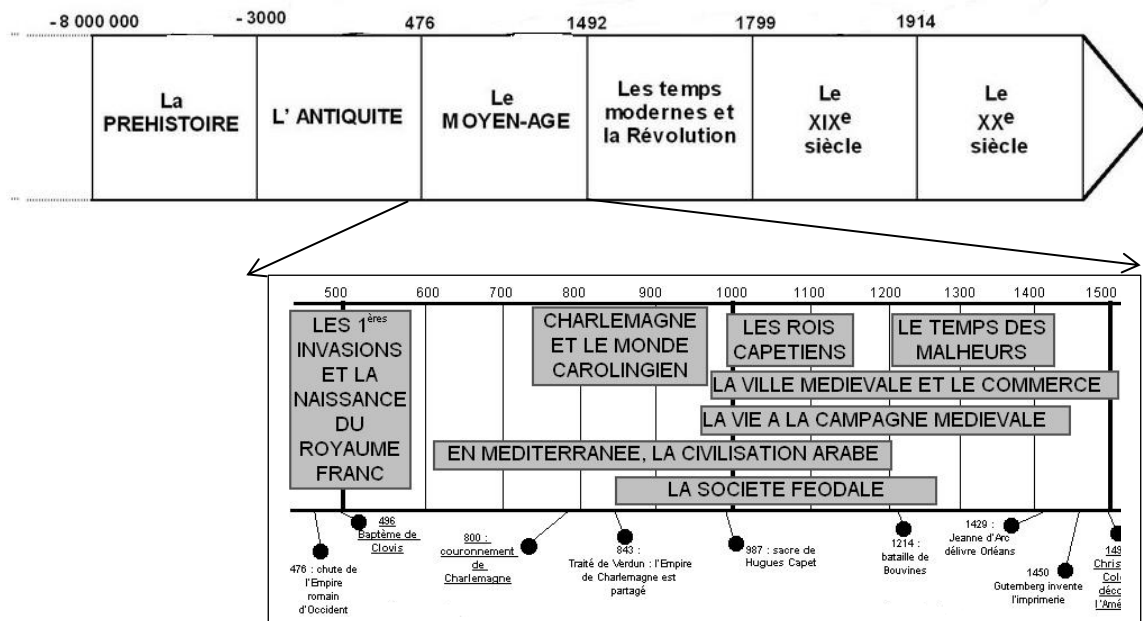 - 8 000 000 - 3000 476 1492 1799 1914
La
PREHISTOIRE
L' ANTIQUITE
Le
MOYEN-AGE
Les temps
modernes et
la Révolution
Le
XIXe
siècle
Le
XXe
siècle
500 600 700 800 900 1000 1100 1200 1300 1400 1500
LES 1ères
INVASIONS
ET LA
NAISSANCE
DU
ROYAUME
FRANC
CHARLEMAGNE
ET LE MONDE
CAROLINGIEN
LES ROIS
CAPETIENS
LE TEMPS DES
MALHEURS
LA VILLE MEDIEVALE ET LE COMMERCE
LA VIE A LA CAMPAGNE MEDIEVALE
EN MEDITERRANEE, LA CIVILISATION ARABE
LA SOCIETE FEODALE
476 : chute de
l'Empire
romain
d'Occident
496
Baptème de
Clovis
800 :
couronnement
de
Charlemagne
843
Traité de Verdun : l'Empire
de Charlemagne est
partagé
987 : sacre de
Hugues Capet
1214 :
bataille de
Bouvines
1429 :
Jeanne d'Arc
délivre Orléans
1450
Gutemberg invente
l'imprimerie
149
Christ
Colo
déco
l'Amé